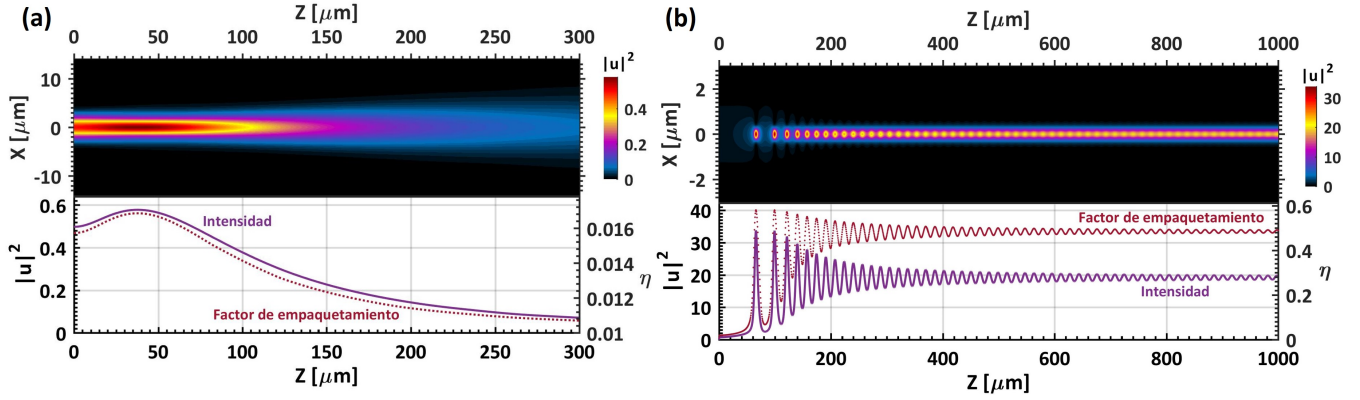 (a)
Z [μm]
0 50 100 150 200 250 300
10
0
-10
X [μm]
|u|²
0.4
0.2
0
0.6
0.4
0.2
0
|u|²
Intensidad
Factor de empaquetamiento
0.016
0.014
0.012
0.01
η
0 50 100 150 200 250 300
Z [μm]
(b)
Z [μm]
0 200 400 600 800 1000
2
0
-2
X [μm]
|u|²
30
20
10
0
40
30
20
10
0
|u|²
Factor de empaquetamiento
Intensidad
0.6
0.4
0.2
0
η
0 200 400 600 800 1000
Z [μm]